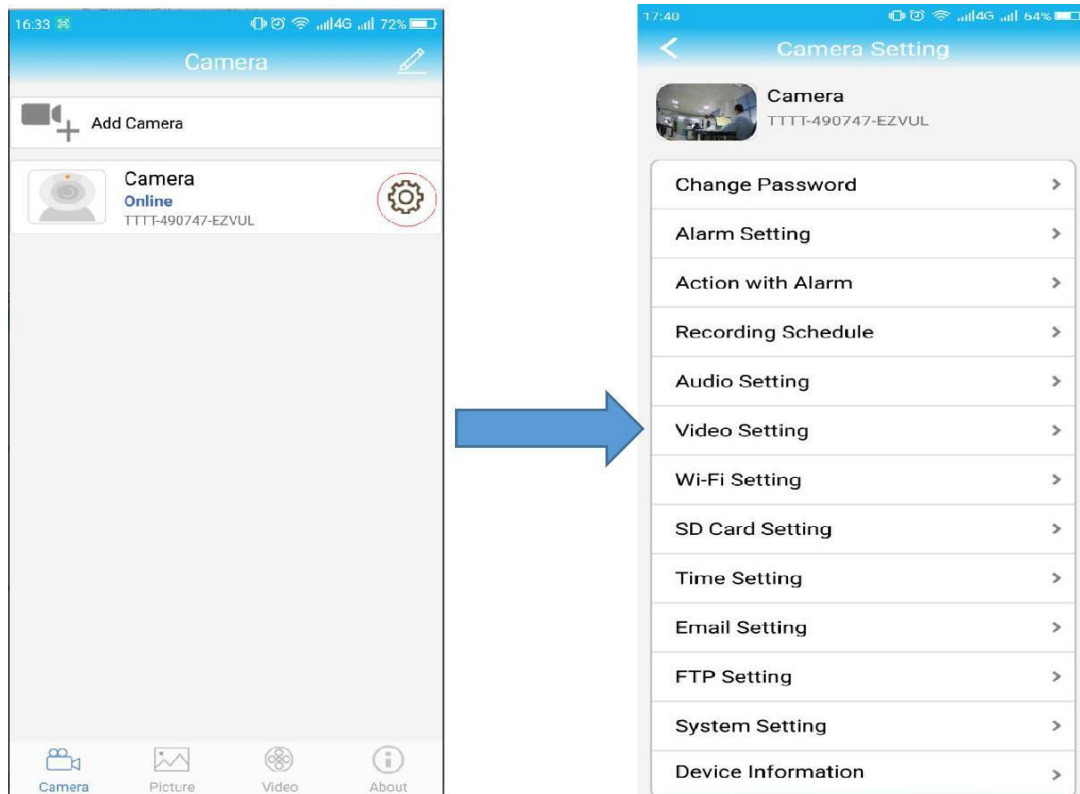 16:33 4G 72%
Camera
Add Camera
Camera
Online
TTTT-490747-EZVUL
Camera Picture Video About
17:40 4G 64%
Camera Setting
Camera
TTTT-490747-EZVUL
Change Password
Alarm Setting
Action with Alarm
Recording Schedule
Audio Setting
Video Setting
Wi-Fi Setting
SD Card Setting
Time Setting
Email Setting
FTP Setting
System Setting
Device Information